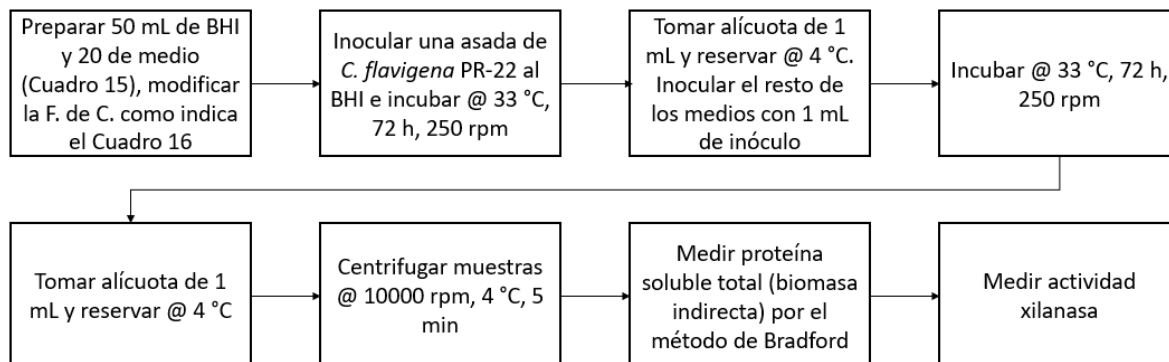 Preparar 50 mL de BHI
y 20 de medio
(Cuadro 15), modificar
la F. de C. como indica
el Cuadro 16
Inocular una asada de
C. flavigena PR-22 al
BHI e incubar @ 33 °C,
72 h, 250 rpm
Tomar alícuota de 1
mL y reservar @ 4 °C.
Inocular el resto de
los medios con 1 mL
de inóculo
Incubar @ 33 °C, 72 h,
250 rpm
Tomar alícuota de 1
mL y reservar @ 4 °C
Centrifugar muestras
@ 10000 rpm, 4 °C, 5
min
Medir proteína
soluble total (biomasa
indirecta) por el
método de Bradford
Medir actividad
xilanasa